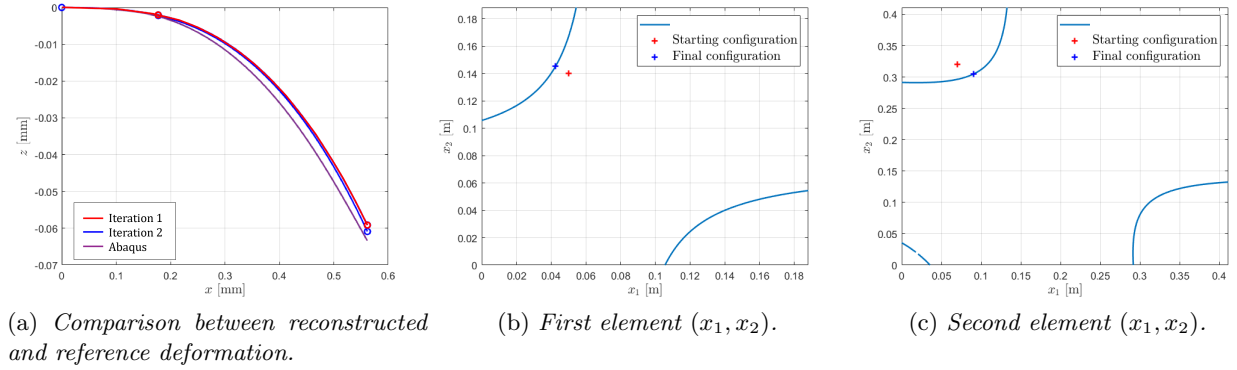 0
-0.01
-0.02
-0.03
-0.04
-0.05
-0.06
-0.07
z [mm]
0 0.1 0.2 0.3 0.4 0.5 0.6
x [mm]
Iteration 1
Iteration 2
Abaqus
(a) Comparison between reconstructed
and reference deformation.
0.18
0.16
0.14
0.12
0.1
0.08
0.06
0.04
0.02
0
x₂ [m]
0 0.02 0.04 0.06 0.08 0.1 0.12 0.14 0.16 0.18
x₁ [m]
Starting configuration
Final configuration
(b) First element (x₁, x₂).
0.4
0.35
0.3
0.25
0.2
0.15
0.1
0.05
0
x₂ [m]
0 0.05 0.1 0.15 0.2 0.25 0.3 0.35 0.4
x₁ [m]
Starting configuration
Final configuration
(c) Second element (x₁, x₂).